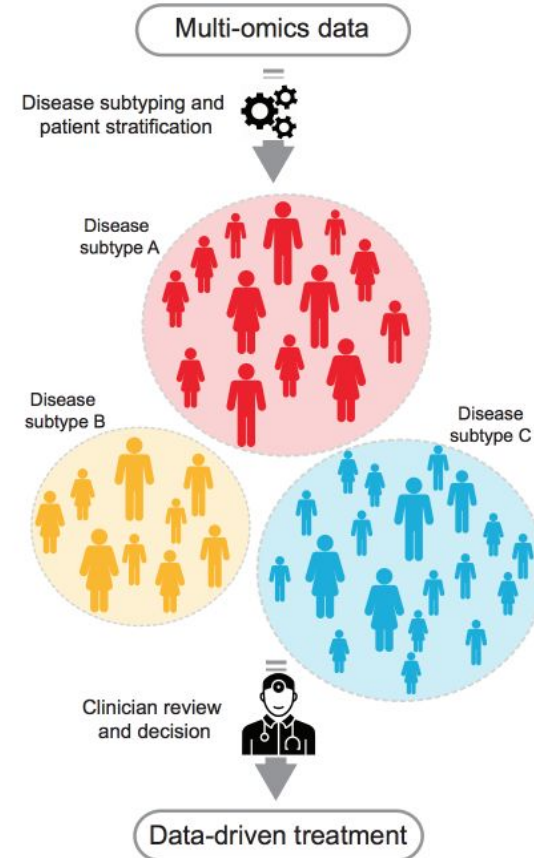 Multi-omics data
Disease subtyping and
patient stratification
Disease
subtype A
Disease
subtype B
Disease
subtype C
Clinician review
and decision
Data-driven treatment